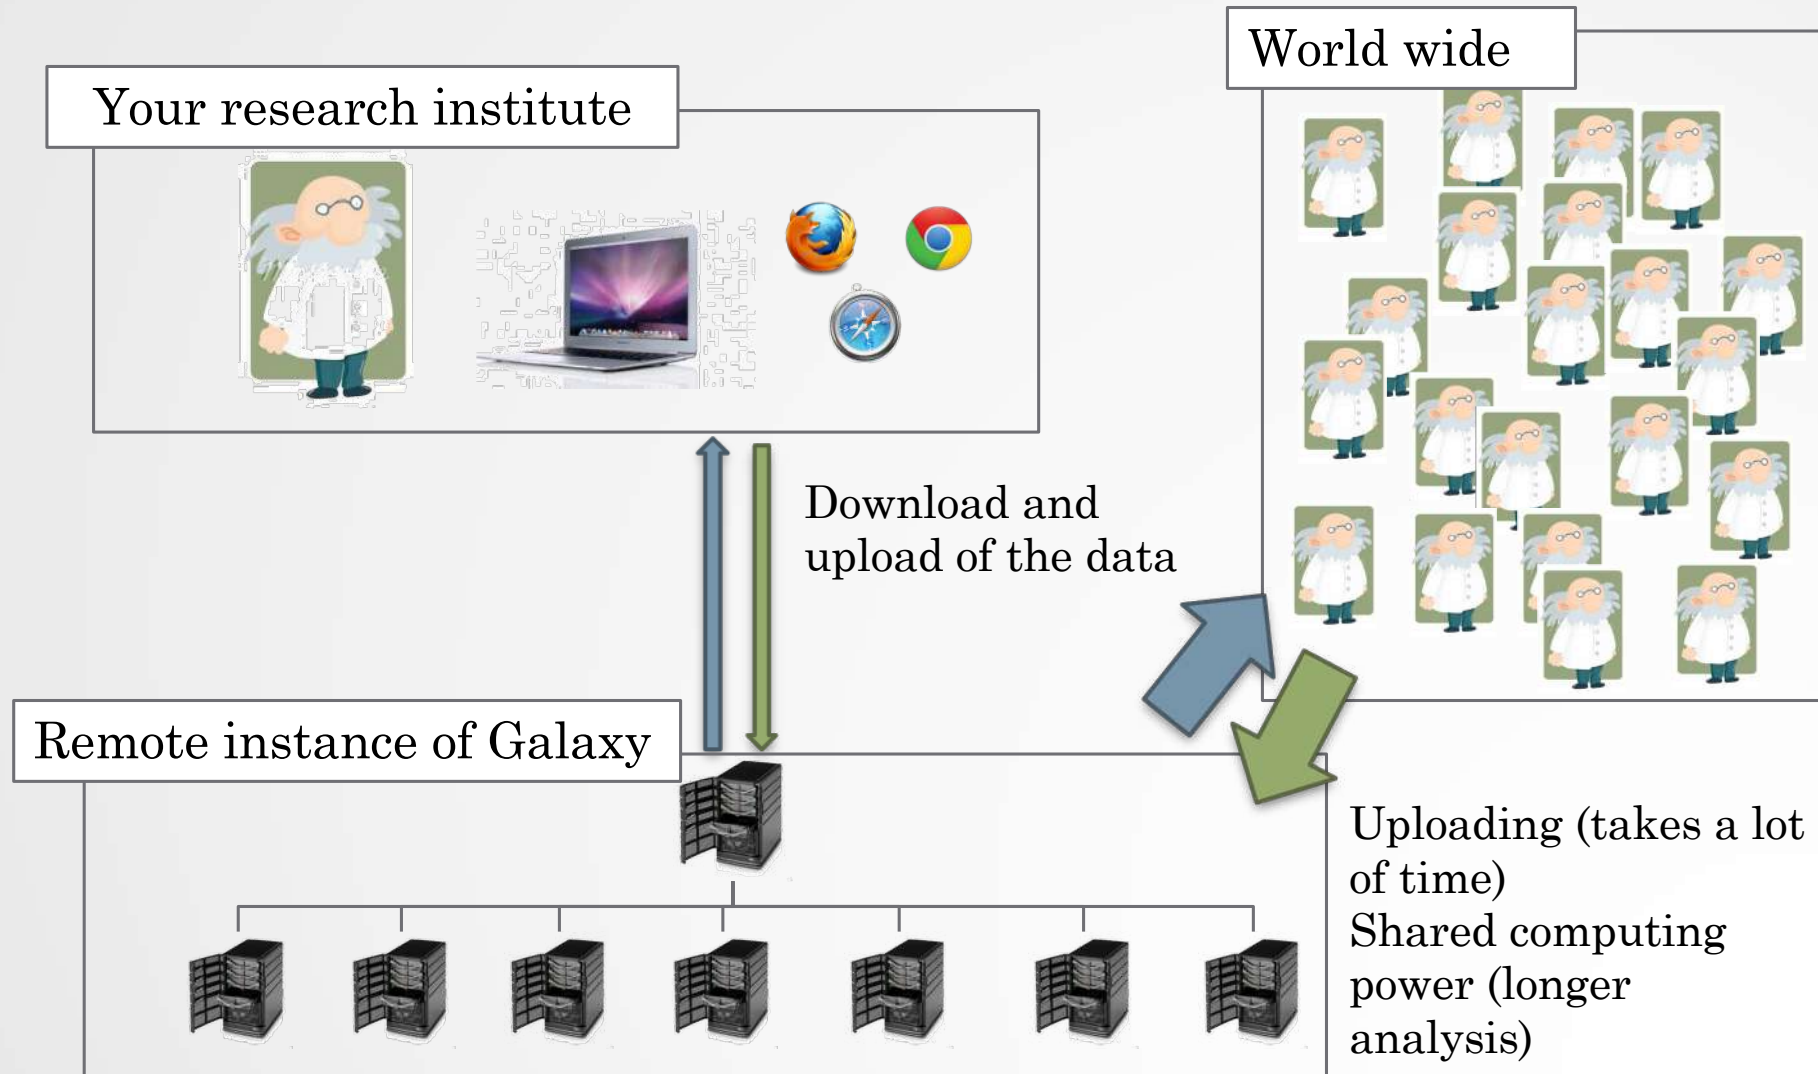 World wide
Your research institute
Download and
upload of the data
Remote instance of Galaxy
Uploading (takes a lot
of time)
Shared computing
power (longer
analysis)